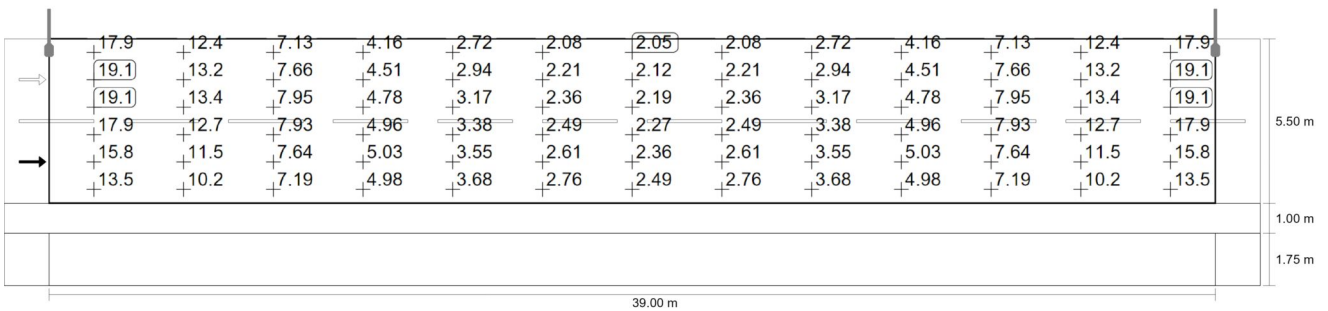 17.9 12.4 7.13 4.16 2.72 2.08 2.05 2.08 2.72 4.16 7.13 12.4 17.9
19.1 13.2 7.66 4.51 2.94 2.21 2.12 2.21 2.94 4.51 7.66 13.2 19.1
19.1 13.4 7.95 4.78 3.17 2.36 2.19 2.36 3.17 4.78 7.95 13.4 19.1
17.9 12.7 7.93 4.96 3.38 2.49 2.27 2.49 3.38 4.96 7.93 12.7 17.9
5.50 m
15.8 11.5 7.64 5.03 3.55 2.61 2.36 2.61 3.55 5.03 7.64 11.5 15.8
13.5 10.2 7.19 4.98 3.68 2.76 2.49 2.76 3.68 4.98 7.19 10.2 13.5
1.00 m
1.75 m
39.00 m